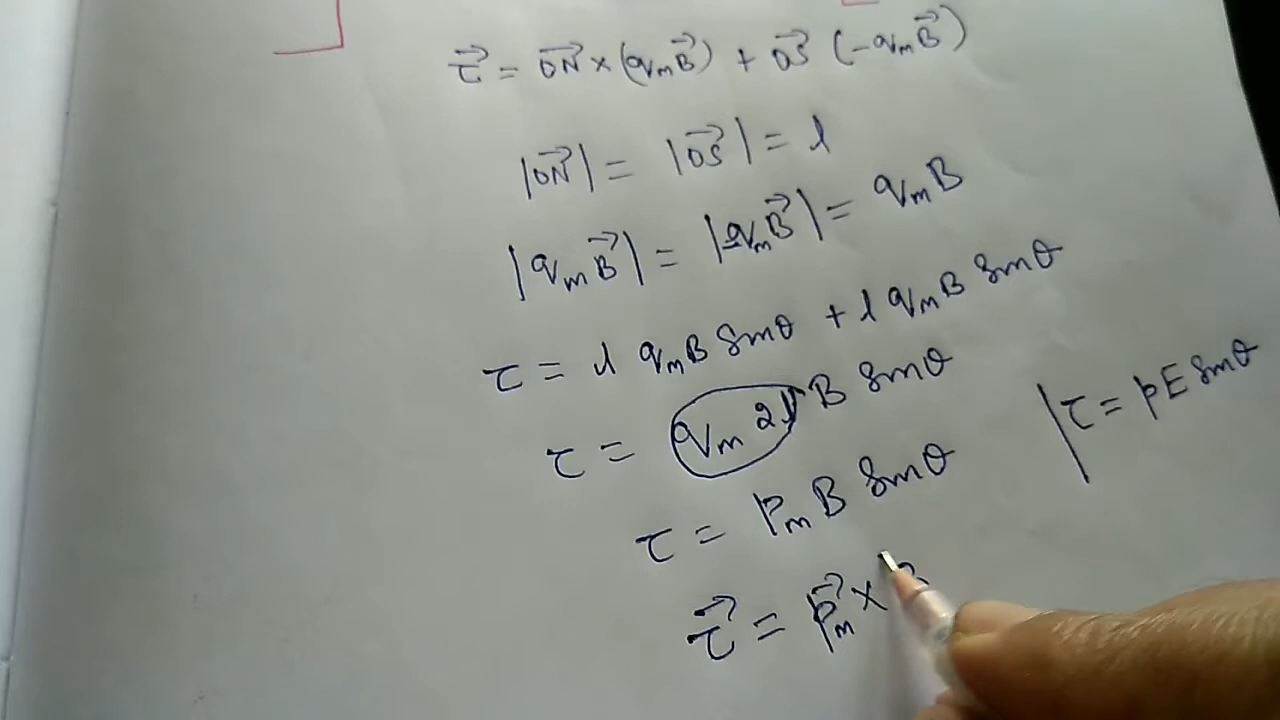 τ⃗ = ON⃗ × (q_m B⃗) + OS⃗ (-q_m B⃗)
|ON⃗| = |OS⃗| = l
|q_m B⃗| = |-q_m B⃗| = q_m B
τ = l q_m B Sinθ + l q_m B Sinθ
τ = q_m 2l B Sinθ
| τ = pE Sinθ
τ = p_m B Sinθ
τ⃗ = p⃗_m ×